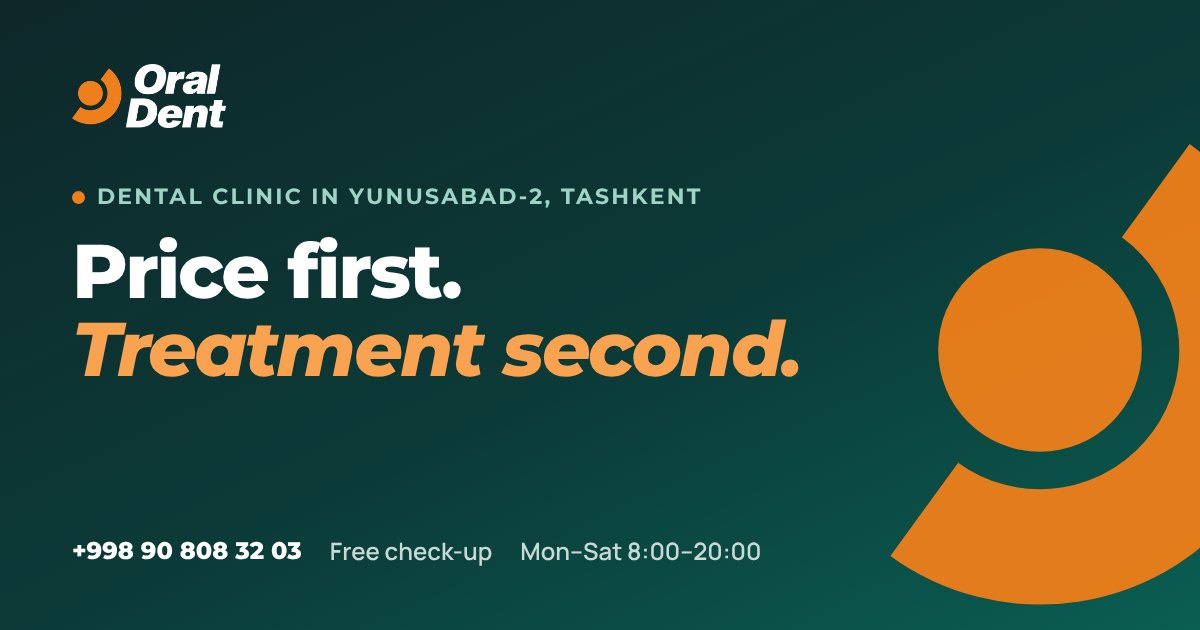 Oral
Dent
DENTAL CLINIC IN YUNUSABAD-2, TASHKENT
Price first.
Treatment second.
+998 90 808 32 03 Free check-up Mon–Sat 8:00–20:00